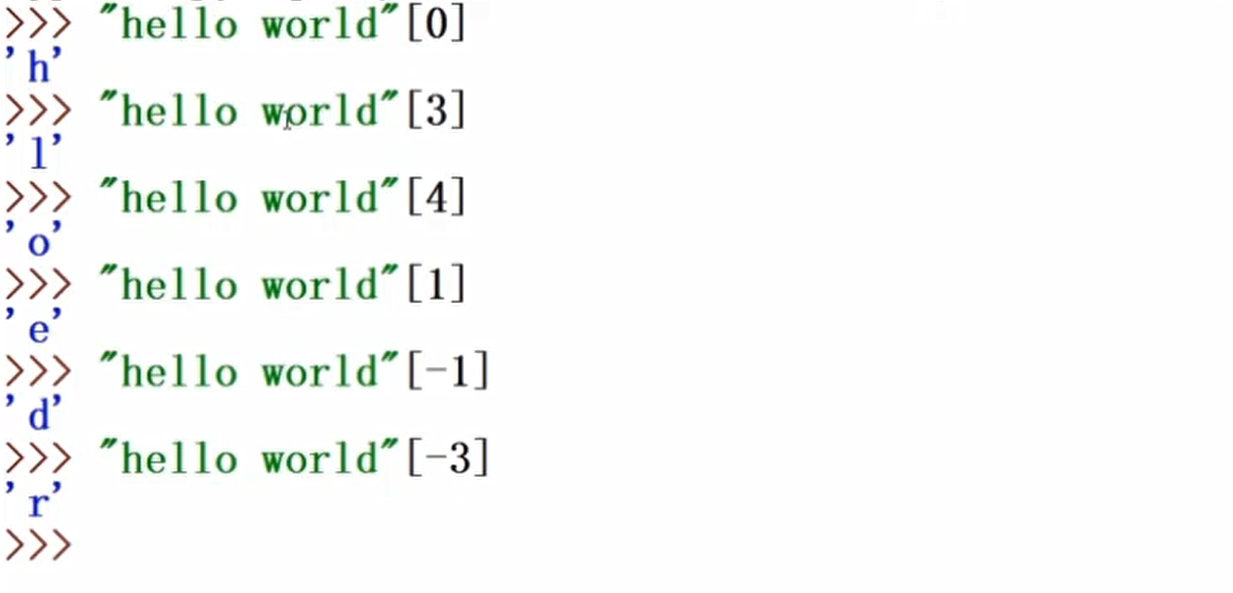 >>> "hello world"[0]
'h'
>>> "hello world"[3]
'l'
>>> "hello world"[4]
'o'
>>> "hello world"[1]
'e'
>>> "hello world"[-1]
'd'
>>> "hello world"[-3]
'r'
>>>